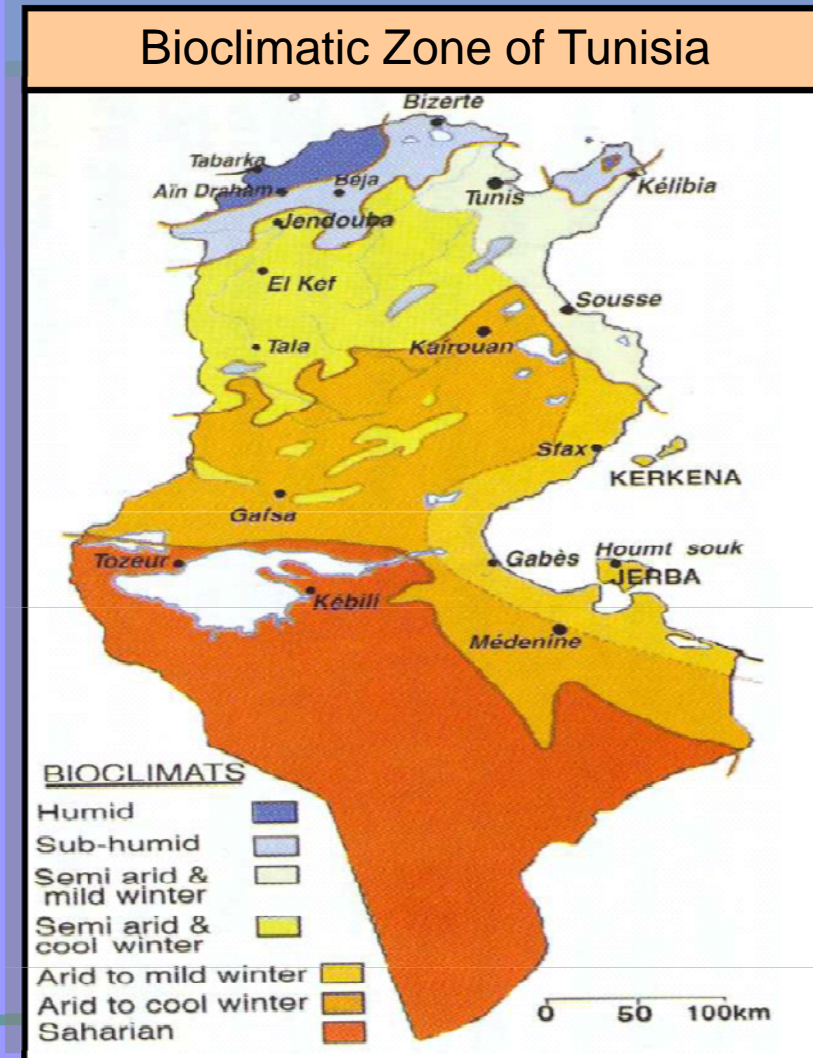 Bioclimatic Zone of Tunisia
Bizerte
Tabarka
Aïn Draham
Béja
Tunis
Kélibia
Jendouba
El Kef
Sousse
Tala
Kairouan
Sfax
KERKENA
Gafsa
Tozeur
Gabès
Houmt souk
JERBA
Kébili
Médenine
BIOCLIMATS
Humid
Sub-humid
Semi arid &
mild winter
Semi arid &
cool winter
Arid to mild winter
Arid to cool winter
Saharian
0 50 100km